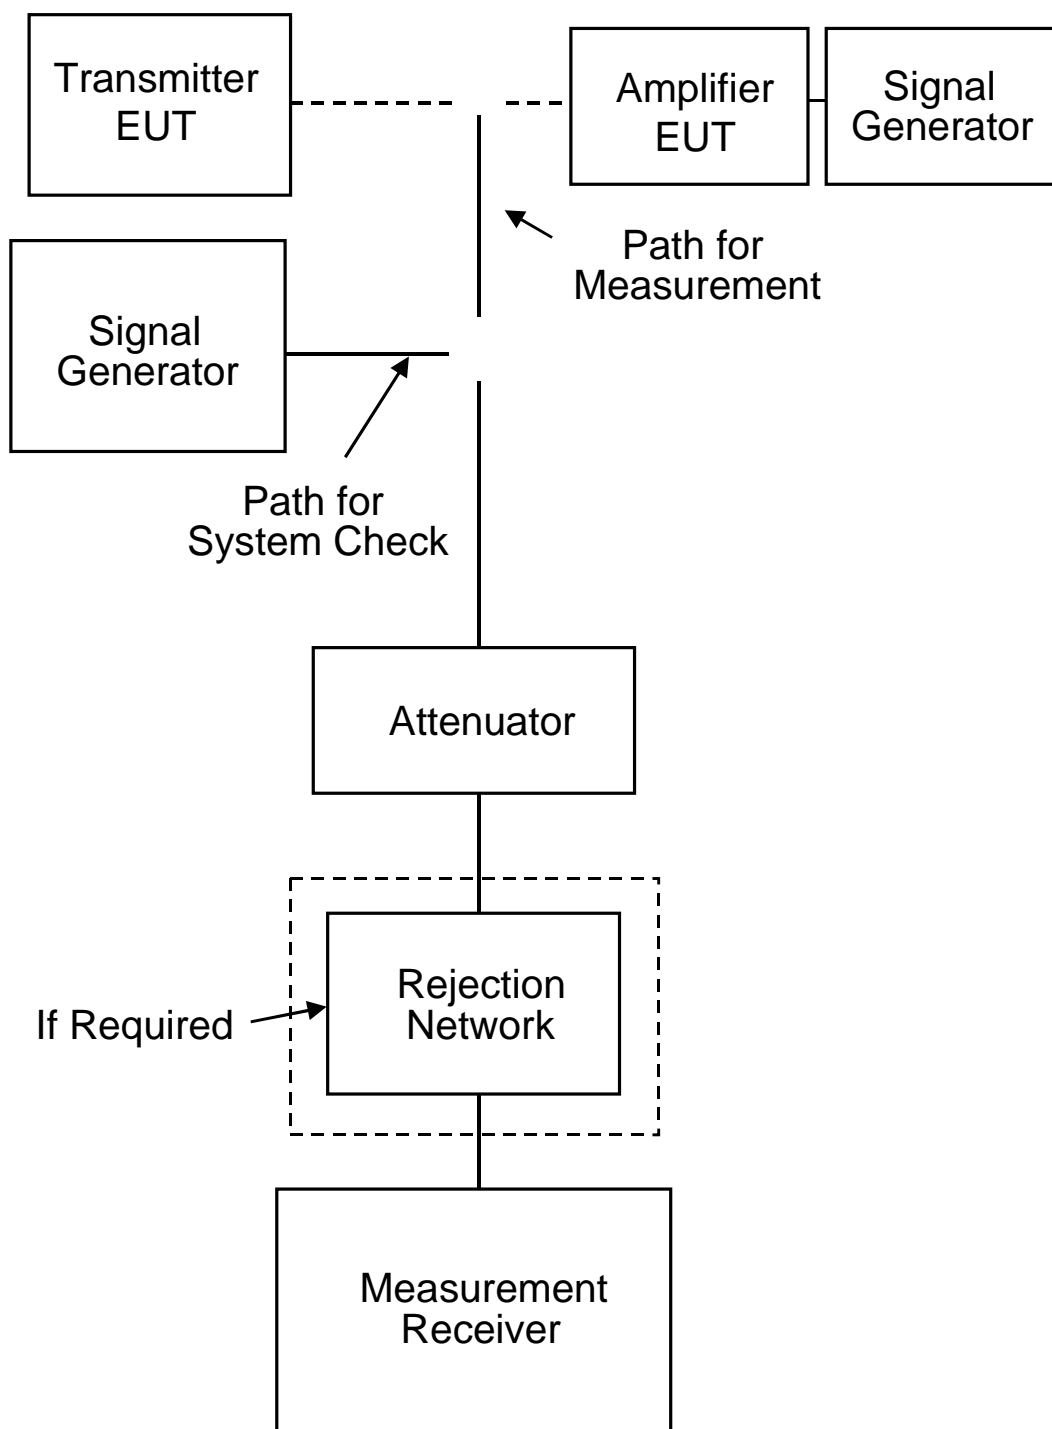 Transmitter
EUT
Amplifier
EUT
Signal
Generator
Path for
Measurement
Signal
Generator
Path for
System Check
Attenuator
Rejection
Network
If Required
Measurement
Receiver